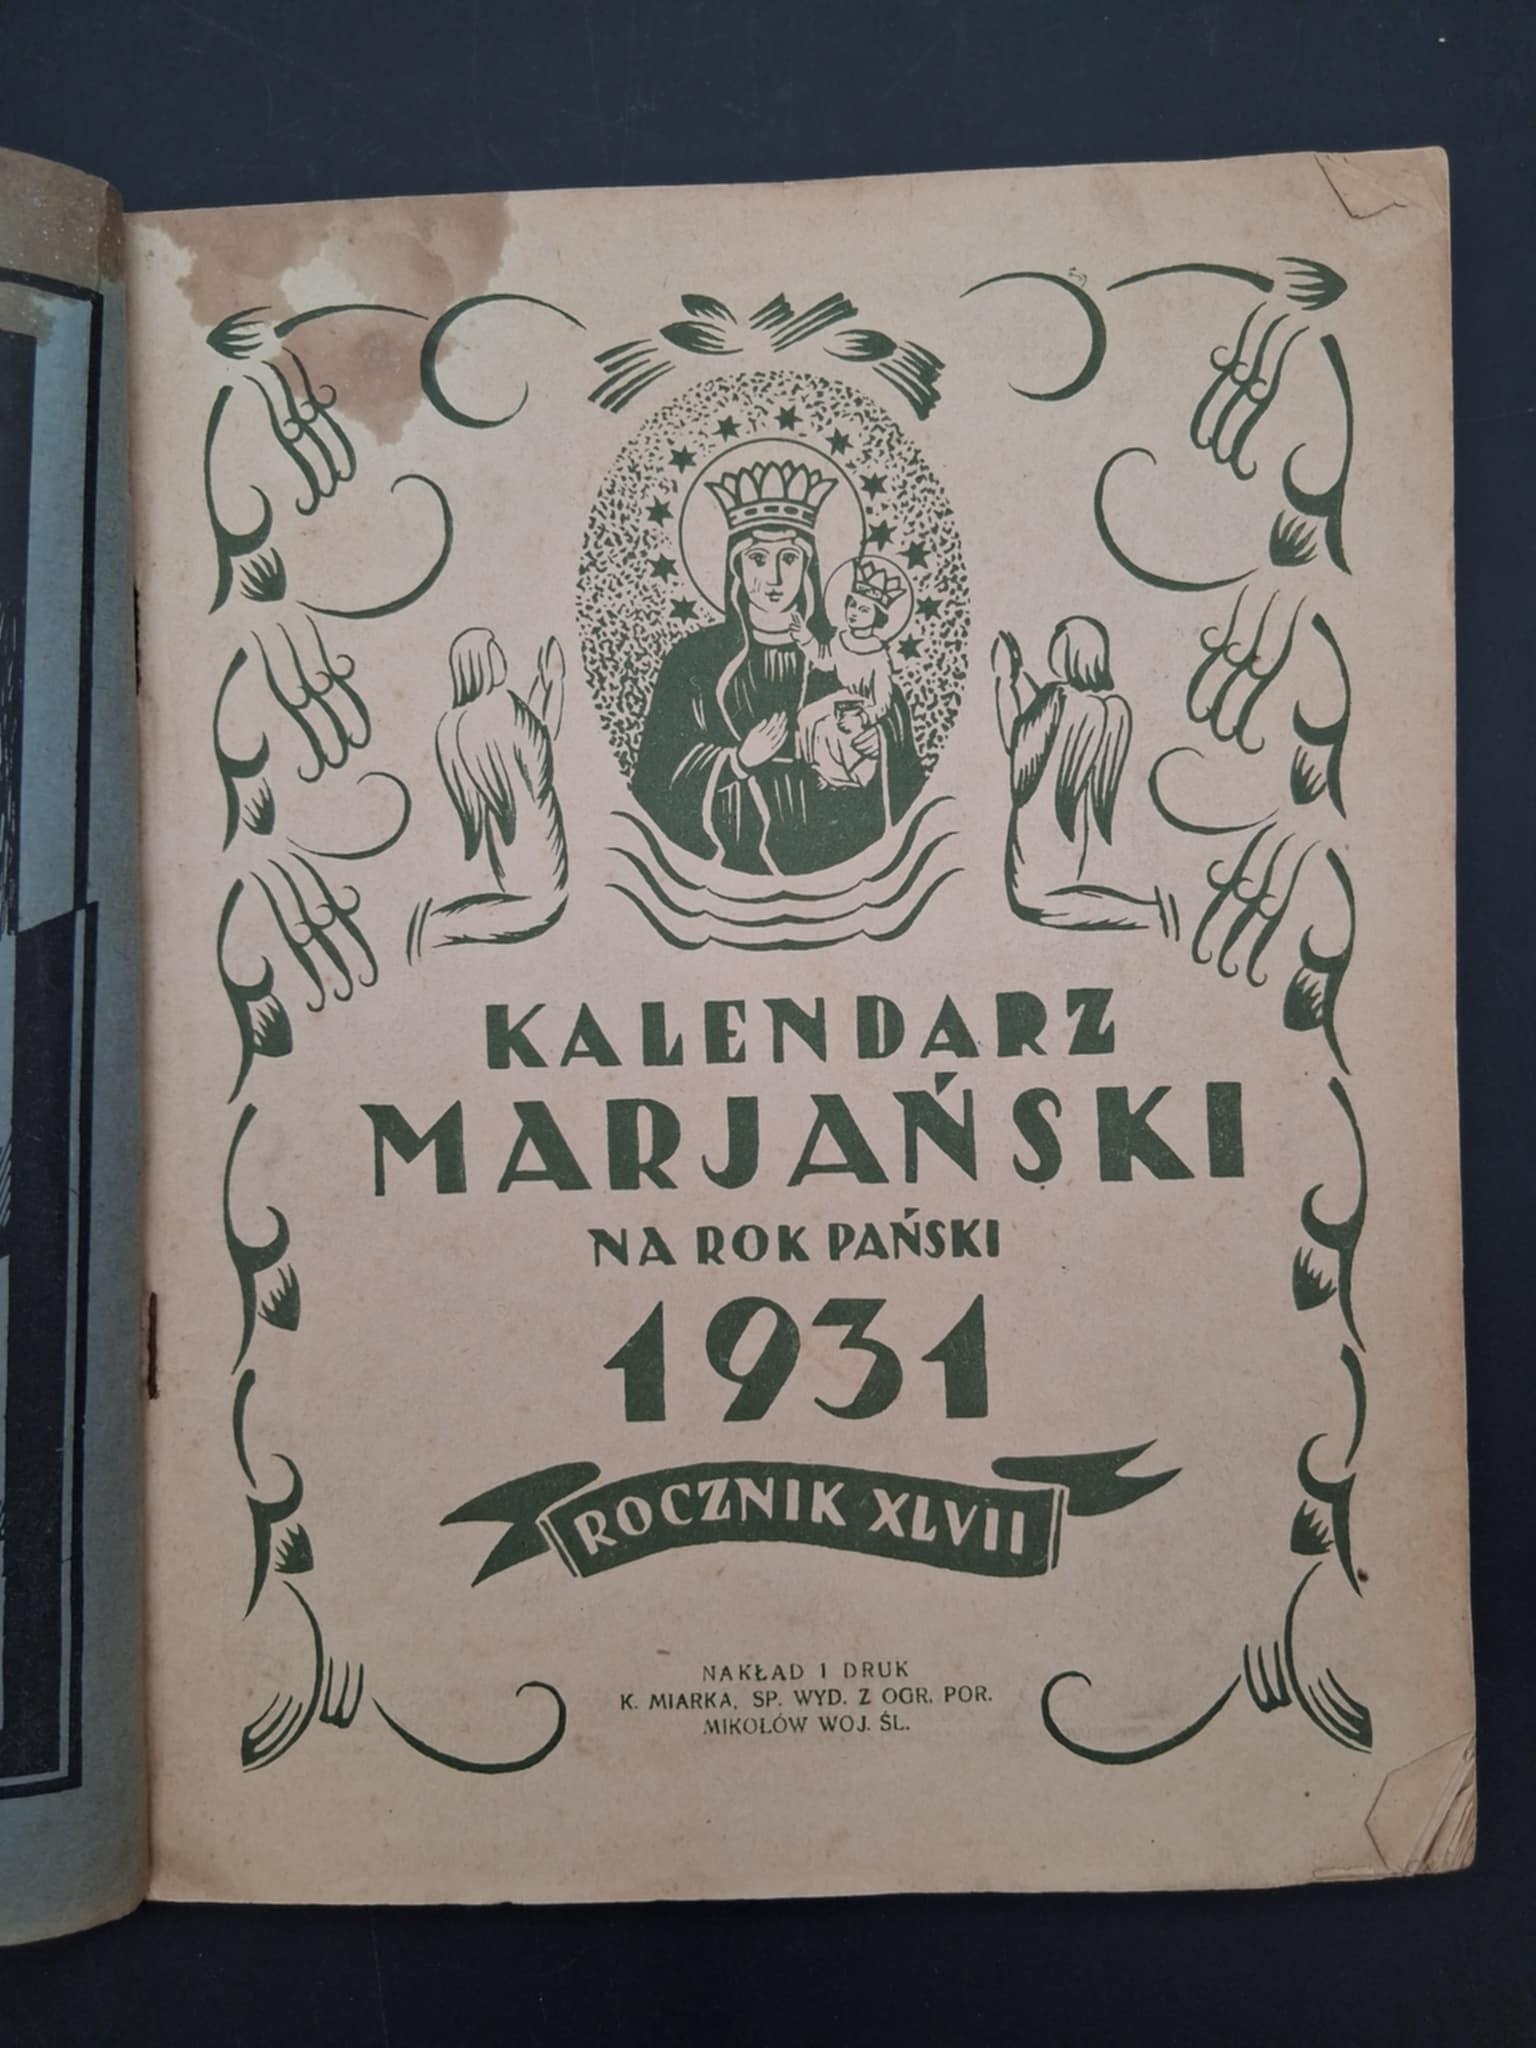 KALENDARZ
MARJAŃSKI
NA ROK PAŃSKI
1931
ROCZNIK XLVII
NAKŁAD I DRUK
K. MIARKA, SP. WYD. Z OGR. POR.
MIKOŁÓW WOJ. ŚL.